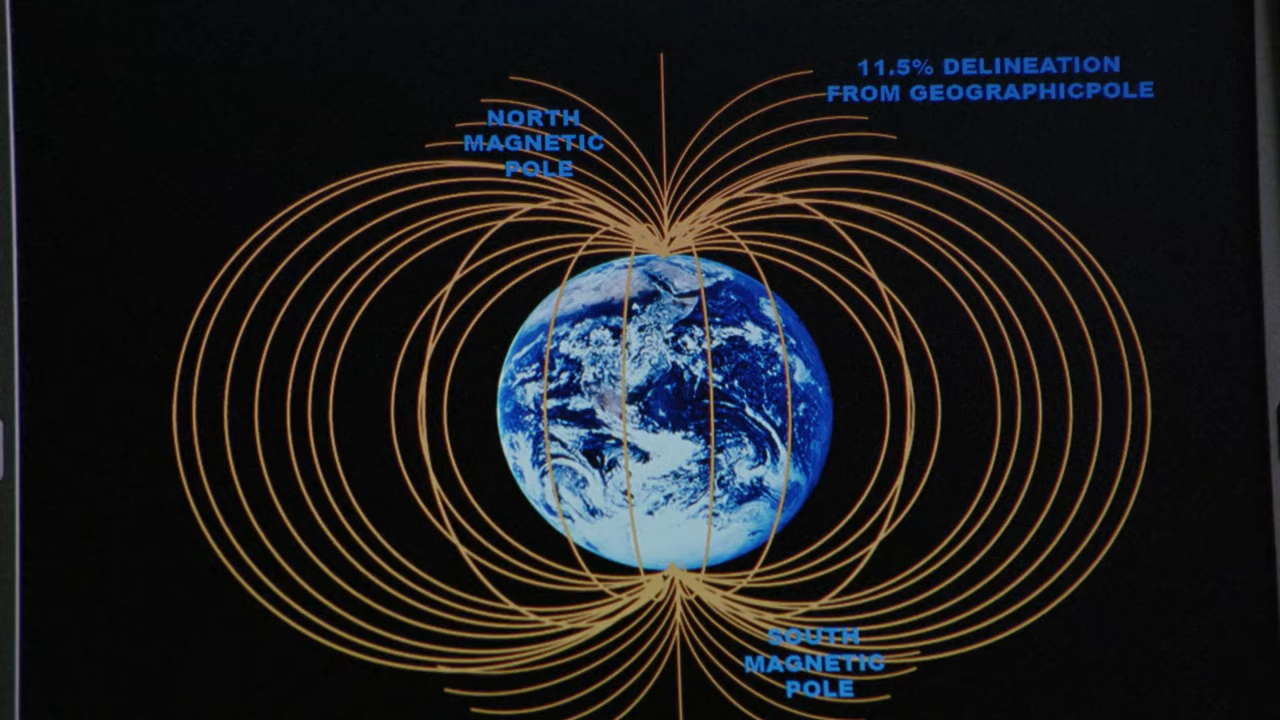 11.5% DELINEATION
FROM GEOGRAPHICPOLE
NORTH
MAGNETIC
POLE
SOUTH
MAGNETIC
POLE